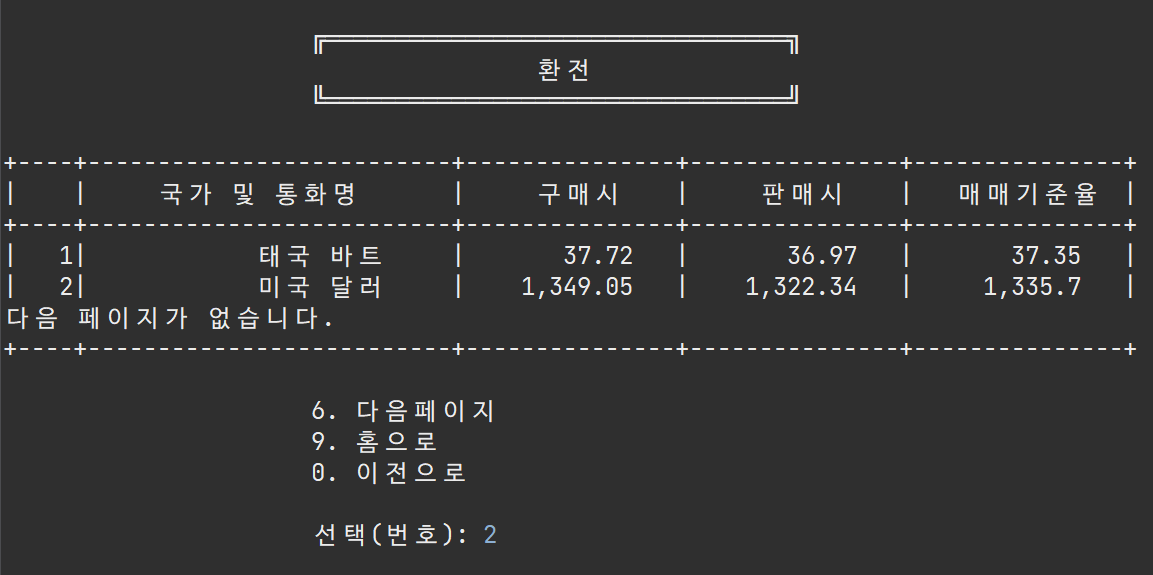 환전
국가 및 통화명 | 구매시 | 판매시 | 매매기준율
1| 태국 바트 | 37.72 | 36.97 | 37.35
2| 미국 달러 | 1,349.05 | 1,322.34 | 1,335.7
다음 페이지가 없습니다.
6. 다음페이지
9. 홈으로
0. 이전으로
선택(번호): 2